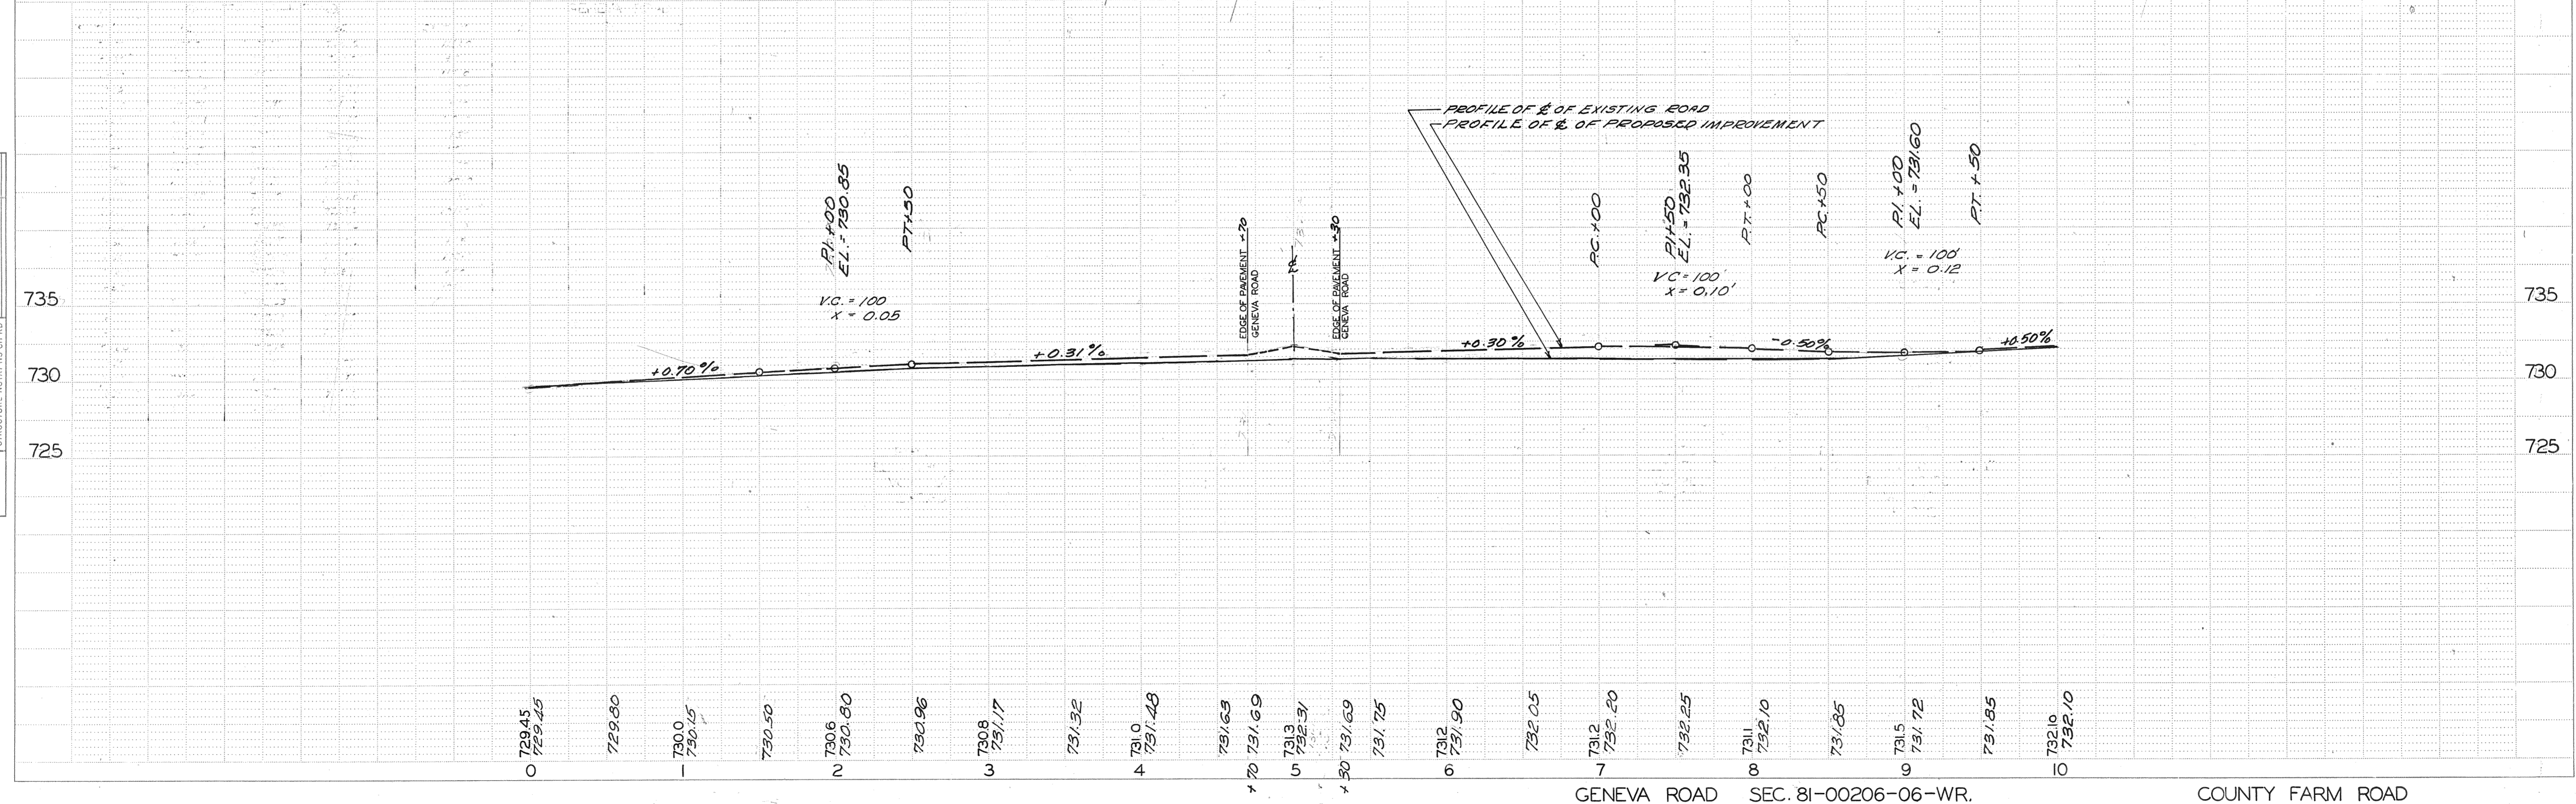 PROFILE OF ℄ OF EXISTING ROAD
PROFILE OF ℄ OF PROPOSED IMPROVEMENT
P.I. +00
EL. = 730.85
PT+50
V.C. = 100
X = 0.05
EDGE OF PAVEMENT +70
GENEVA ROAD
EDGE OF PAVEMENT +30
GENEVA ROAD
P.C. +00
PI+50
EL. = 732.35
VC = 100'
X = 0.10'
P.T. +00
P.C. +50
P.I. +00
EL. = 731.60
V.C. = 100'
X = 0.12
P.T. +50
735
735
+0.70%
+0.31%
+0.30%
-0.50%
+0.50%
730
730
725
725
729.45
729.45
729.80
730.0
730.15
730.50
730.6
730.80
730.96
730.8
731.17
731.32
731.0
731.48
731.63
731.69
731.3
732.31
731.69
731.75
731.2
731.90
732.05
731.2
732.20
732.25
731.1
732.10
731.85
731.5
731.72
731.85
732.10
732.10
0 1 2 3 4 +70 5 +30 6 7 8 9 10
GENEVA ROAD SEC. 81-00206-06-WR. COUNTY FARM ROAD